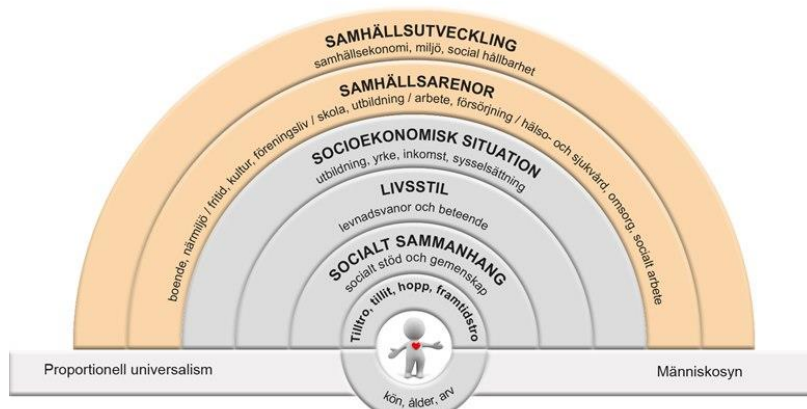 SAMHÄLLSUTVECKLING
samhällsekonomi, miljö, social hållbarhet
SAMHÄLLSARENOR
boende, närmiljö / fritid, kultur, föreningsliv / skola, utbildning / arbete, försörjning / hälso- och sjukvård, omsorg, socialt arbete
SOCIOEKONOMISK SITUATION
utbildning, yrke, inkomst, sysselsättning
LIVSSTIL
levnadsvanor och beteende
SOCIALT SAMMANHANG
socialt stöd och gemenskap
Tilltro, tillit, hopp, framtidstro
Proportionell universalism
Människosyn
kön, ålder, arv